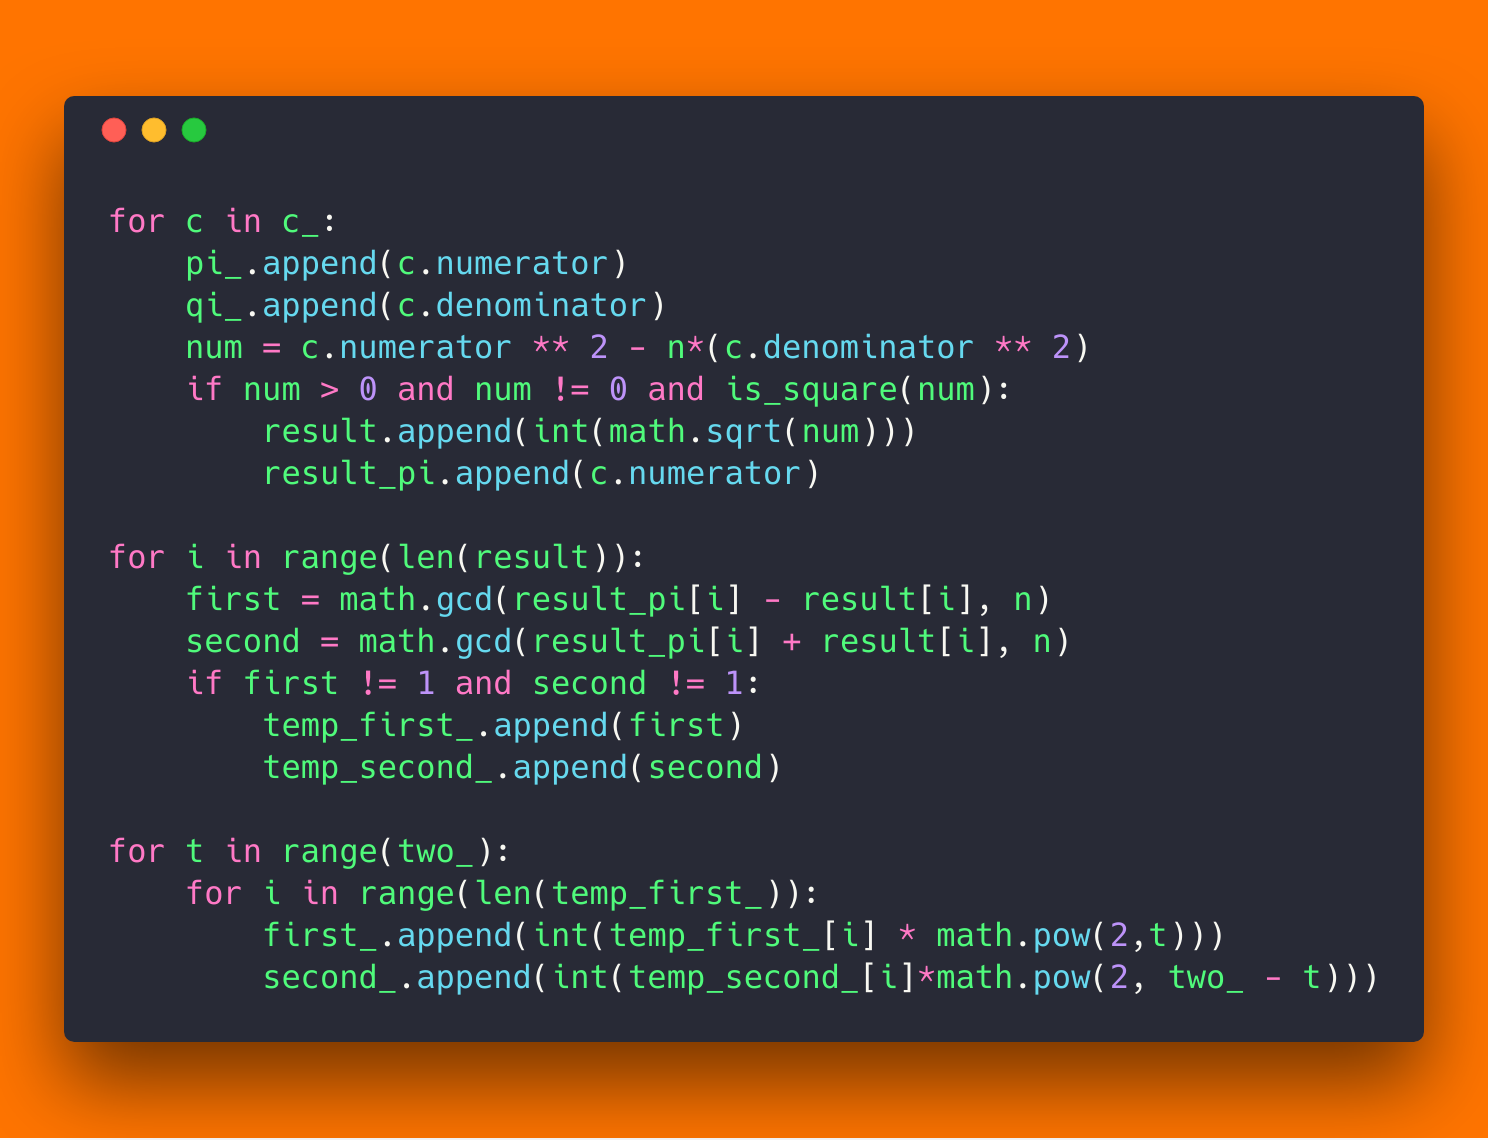 for c in c_:
    pi_.append(c.numerator)
    qi_.append(c.denominator)
    num = c.numerator ** 2 - n*(c.denominator ** 2)
    if num > 0 and num != 0 and is_square(num):
        result.append(int(math.sqrt(num)))
        result_pi.append(c.numerator)

for i in range(len(result)):
    first = math.gcd(result_pi[i] - result[i], n)
    second = math.gcd(result_pi[i] + result[i], n)
    if first != 1 and second != 1:
        temp_first_.append(first)
        temp_second_.append(second)

for t in range(two_):
    for i in range(len(temp_first_)):
        first_.append(int(temp_first_[i] * math.pow(2,t)))
        second_.append(int(temp_second_[i]*math.pow(2, two_ - t)))